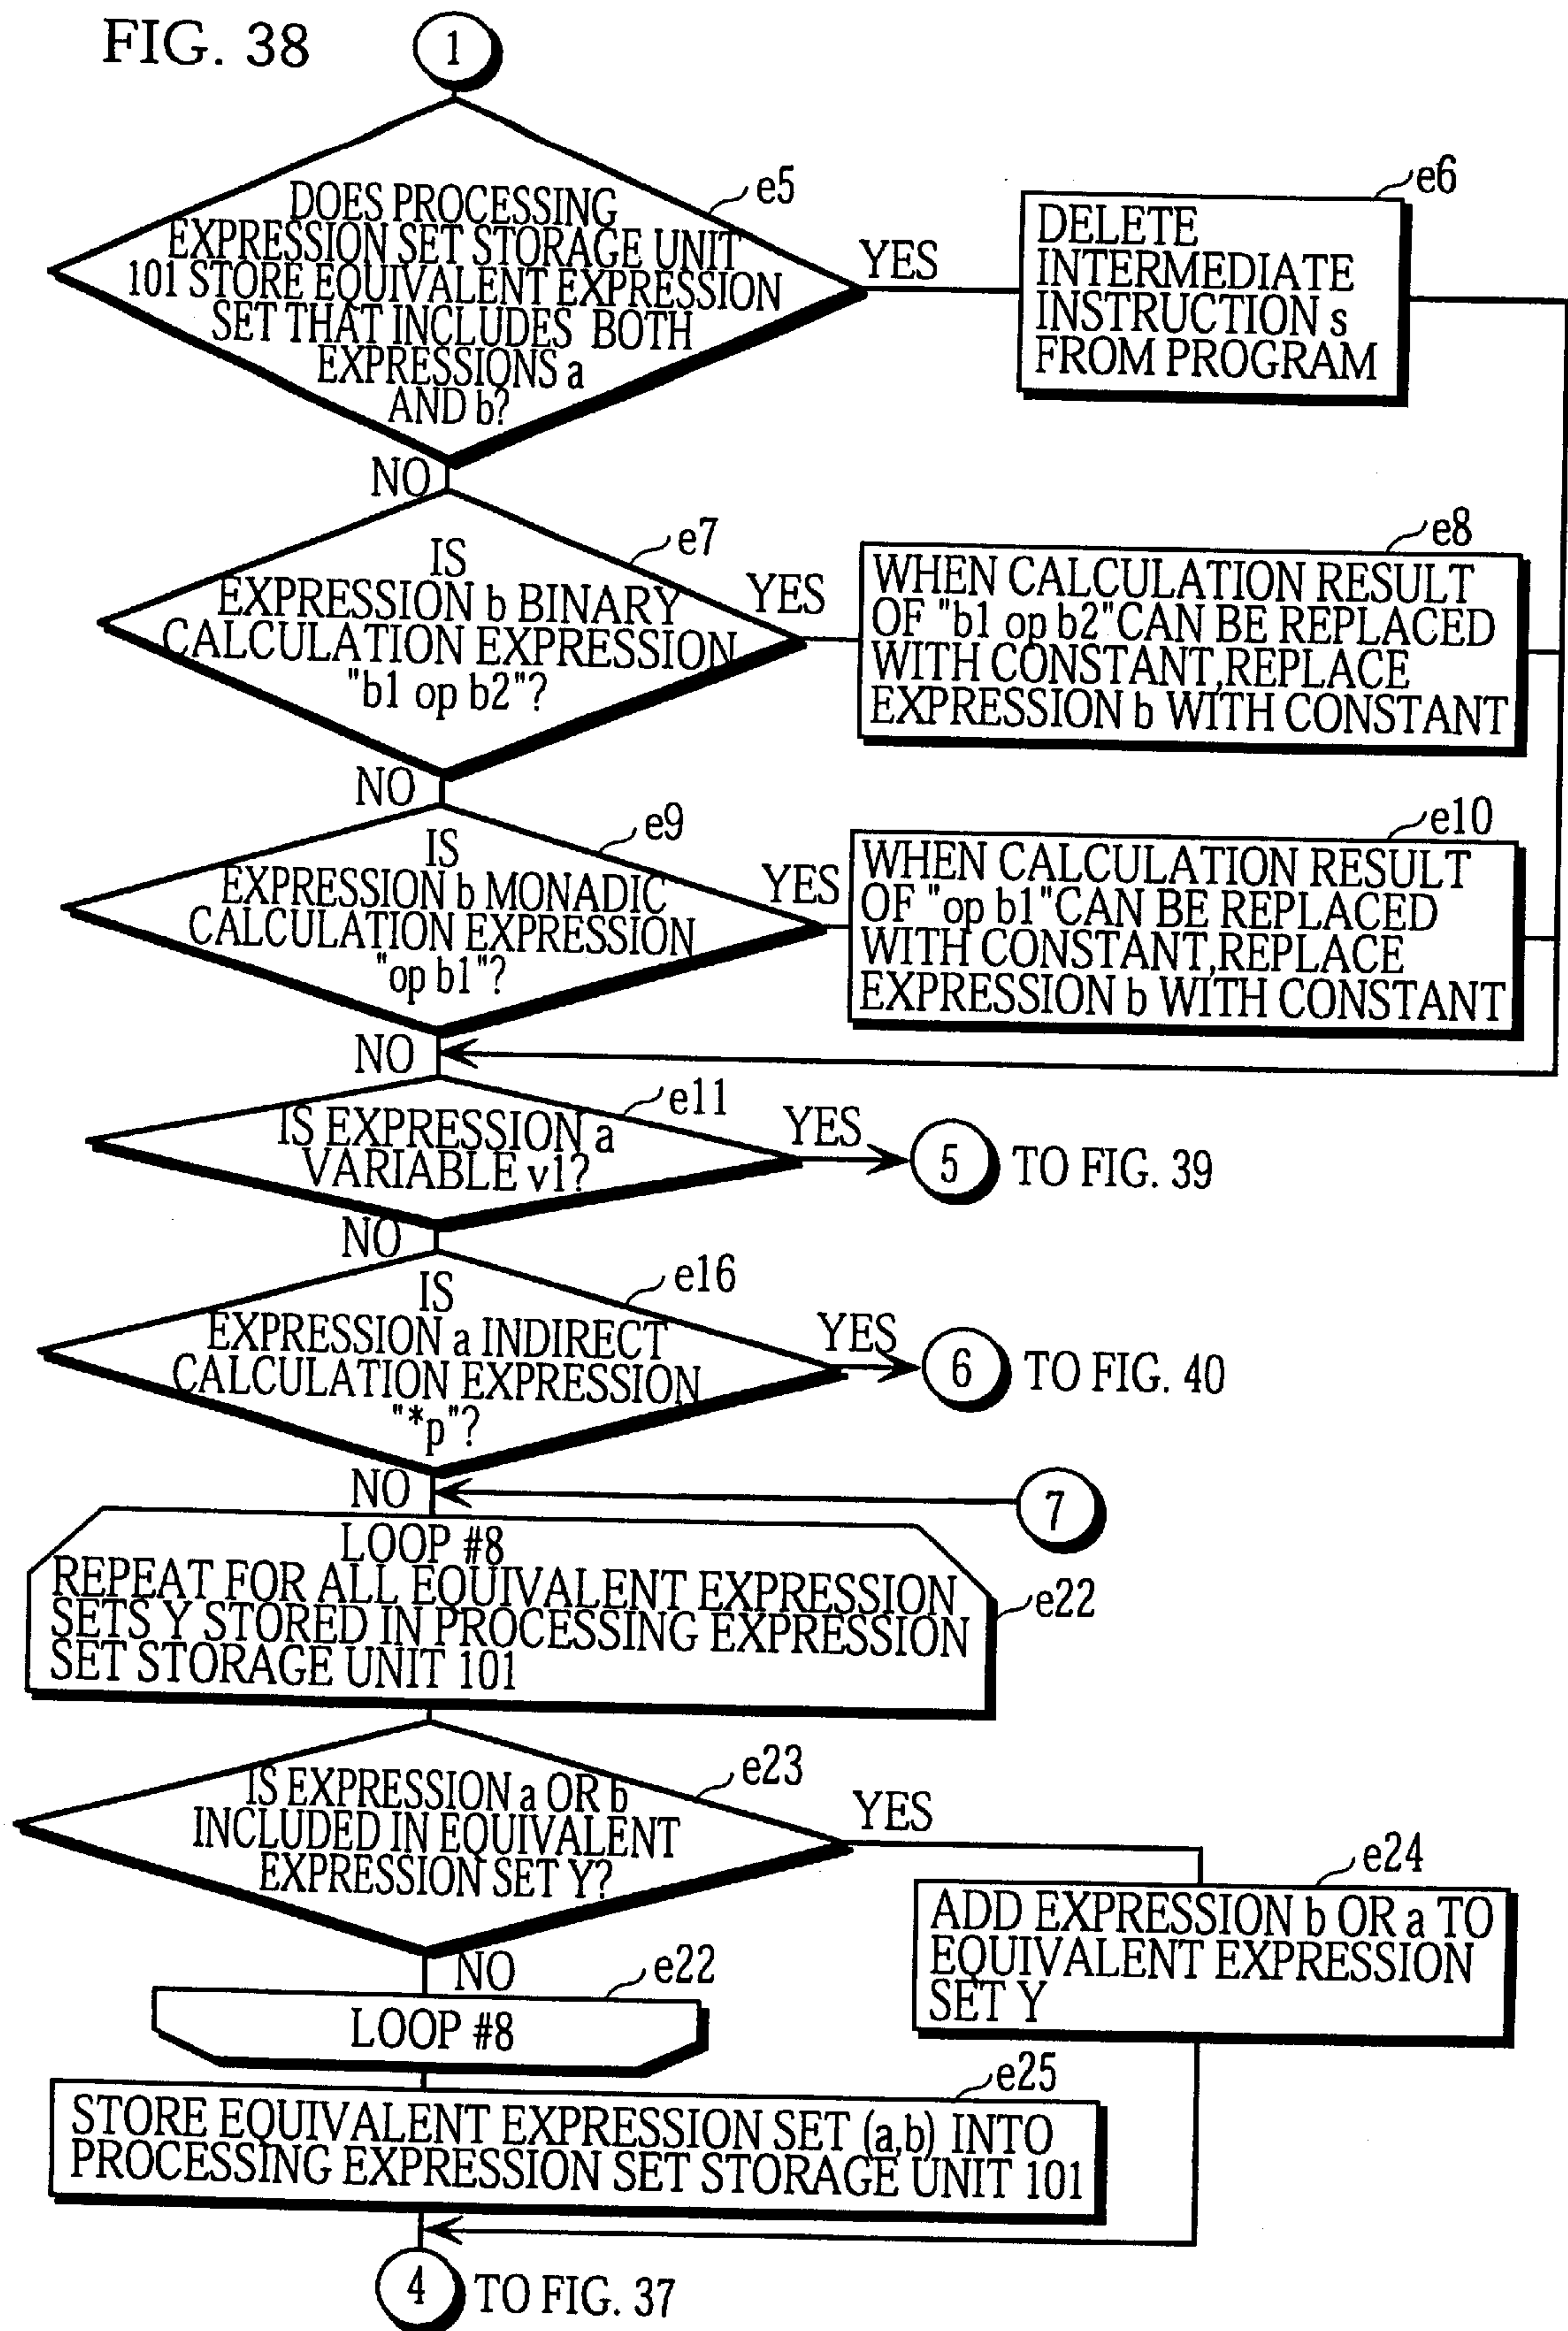 FIG. 38
1
DOES PROCESSING
EXPRESSION SET STORAGE UNIT
101 STORE EQUIVALENT EXPRESSION
SET THAT INCLUDES BOTH
EXPRESSIONS a
AND b?
e5
YES
e6
DELETE
INTERMEDIATE
INSTRUCTION s
FROM PROGRAM
NO
IS
EXPRESSION b BINARY
CALCULATION EXPRESSION
"b1 op b2"?
e7
YES
e8
WHEN CALCULATION RESULT
OF "b1 op b2"CAN BE REPLACED
WITH CONSTANT,REPLACE
EXPRESSION b WITH CONSTANT
NO
IS
EXPRESSION b MONADIC
CALCULATION EXPRESSION
"op b1"?
e9
YES
e10
WHEN CALCULATION RESULT
OF "op b1"CAN BE REPLACED
WITH CONSTANT,REPLACE
EXPRESSION b WITH CONSTANT
NO
IS EXPRESSION a
VARIABLE v1?
e11
YES
5 TO FIG. 39
NO
IS
EXPRESSION a INDIRECT
CALCULATION EXPRESSION
"*p"?
e16
YES
6 TO FIG. 40
NO
7
LOOP #8
REPEAT FOR ALL EQUIVALENT EXPRESSION
SETS Y STORED IN PROCESSING EXPRESSION
SET STORAGE UNIT 101
e22
IS EXPRESSION a OR b
INCLUDED IN EQUIVALENT
EXPRESSION SET Y?
e23
YES
e24
ADD EXPRESSION b OR a TO
EQUIVALENT EXPRESSION
SET Y
NO
e22
LOOP #8
e25
STORE EQUIVALENT EXPRESSION SET (a,b) INTO
PROCESSING EXPRESSION SET STORAGE UNIT 101
4 TO FIG. 37